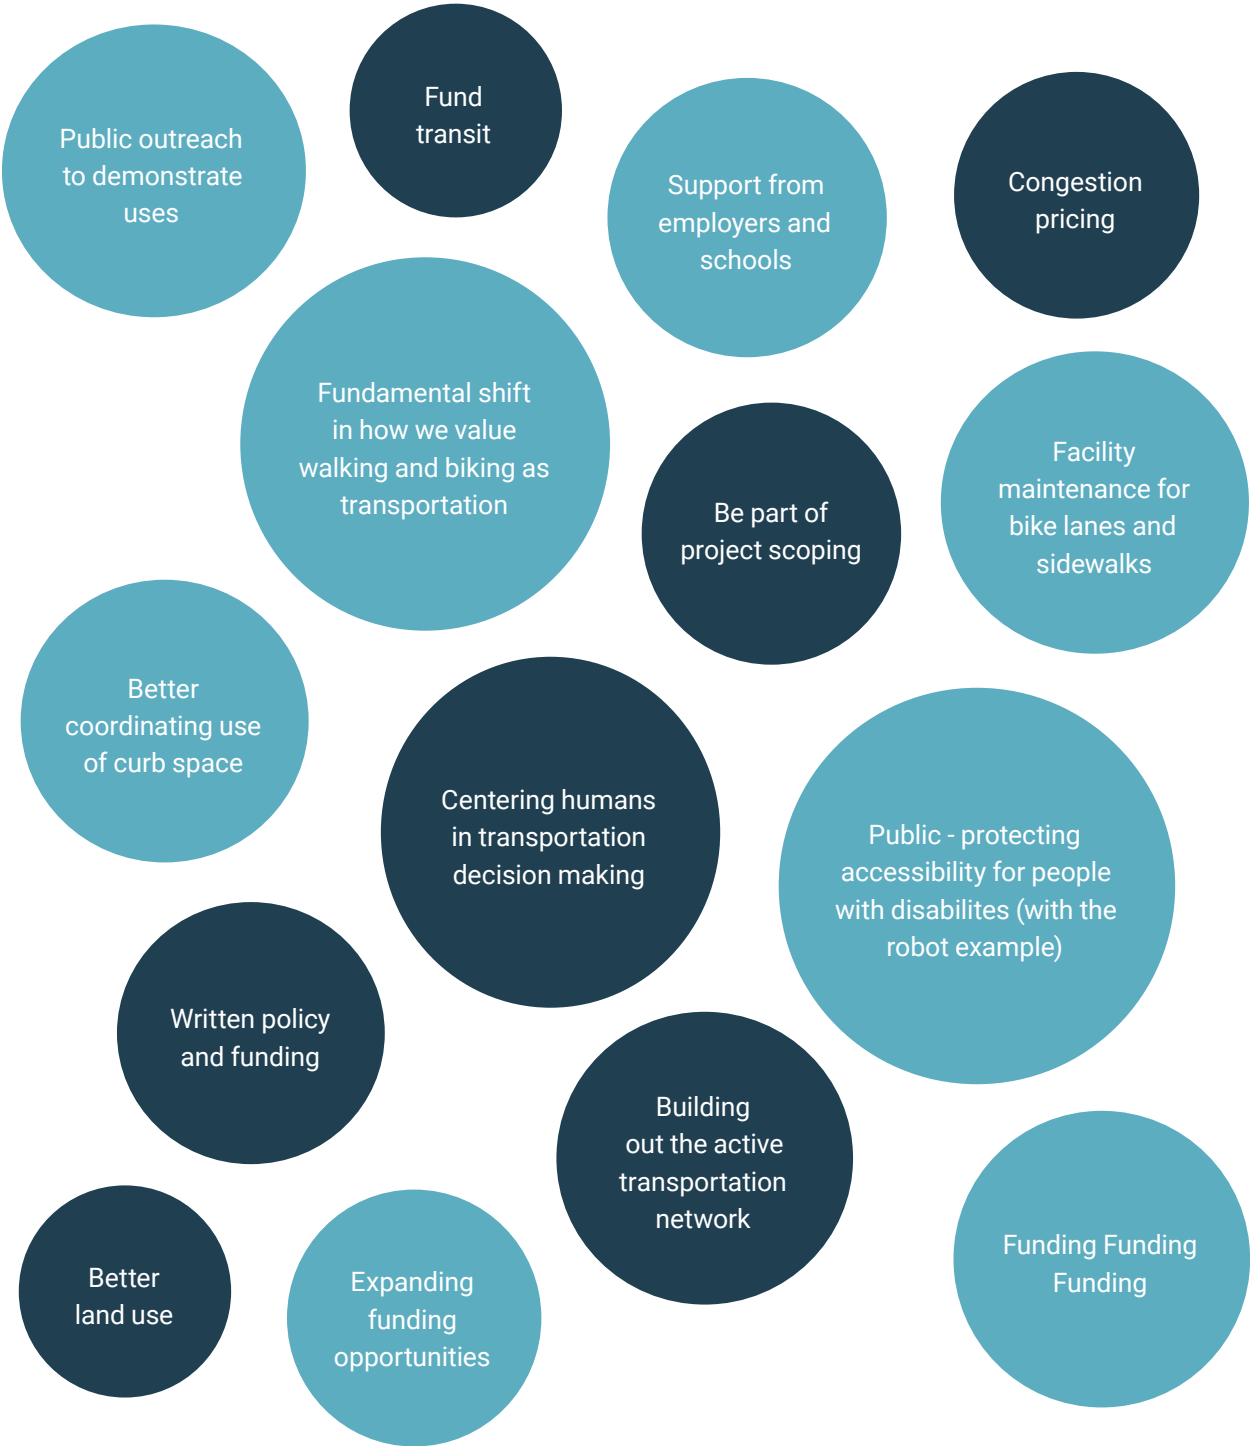 Public outreach
to demonstrate
uses
Fund
transit
Support from
employers and
schools
Congestion
pricing
Fundamental shift
in how we value
walking and biking as
transportation
Be part of
project scoping
Facility
maintenance for
bike lanes and
sidewalks
Better
coordinating use
of curb space
Centering humans
in transportation
decision making
Public - protecting
accessibility for people
with disabilites (with the
robot example)
Written policy
and funding
Building
out the active
transportation
network
Funding Funding
Funding
Better
land use
Expanding
funding
opportunities